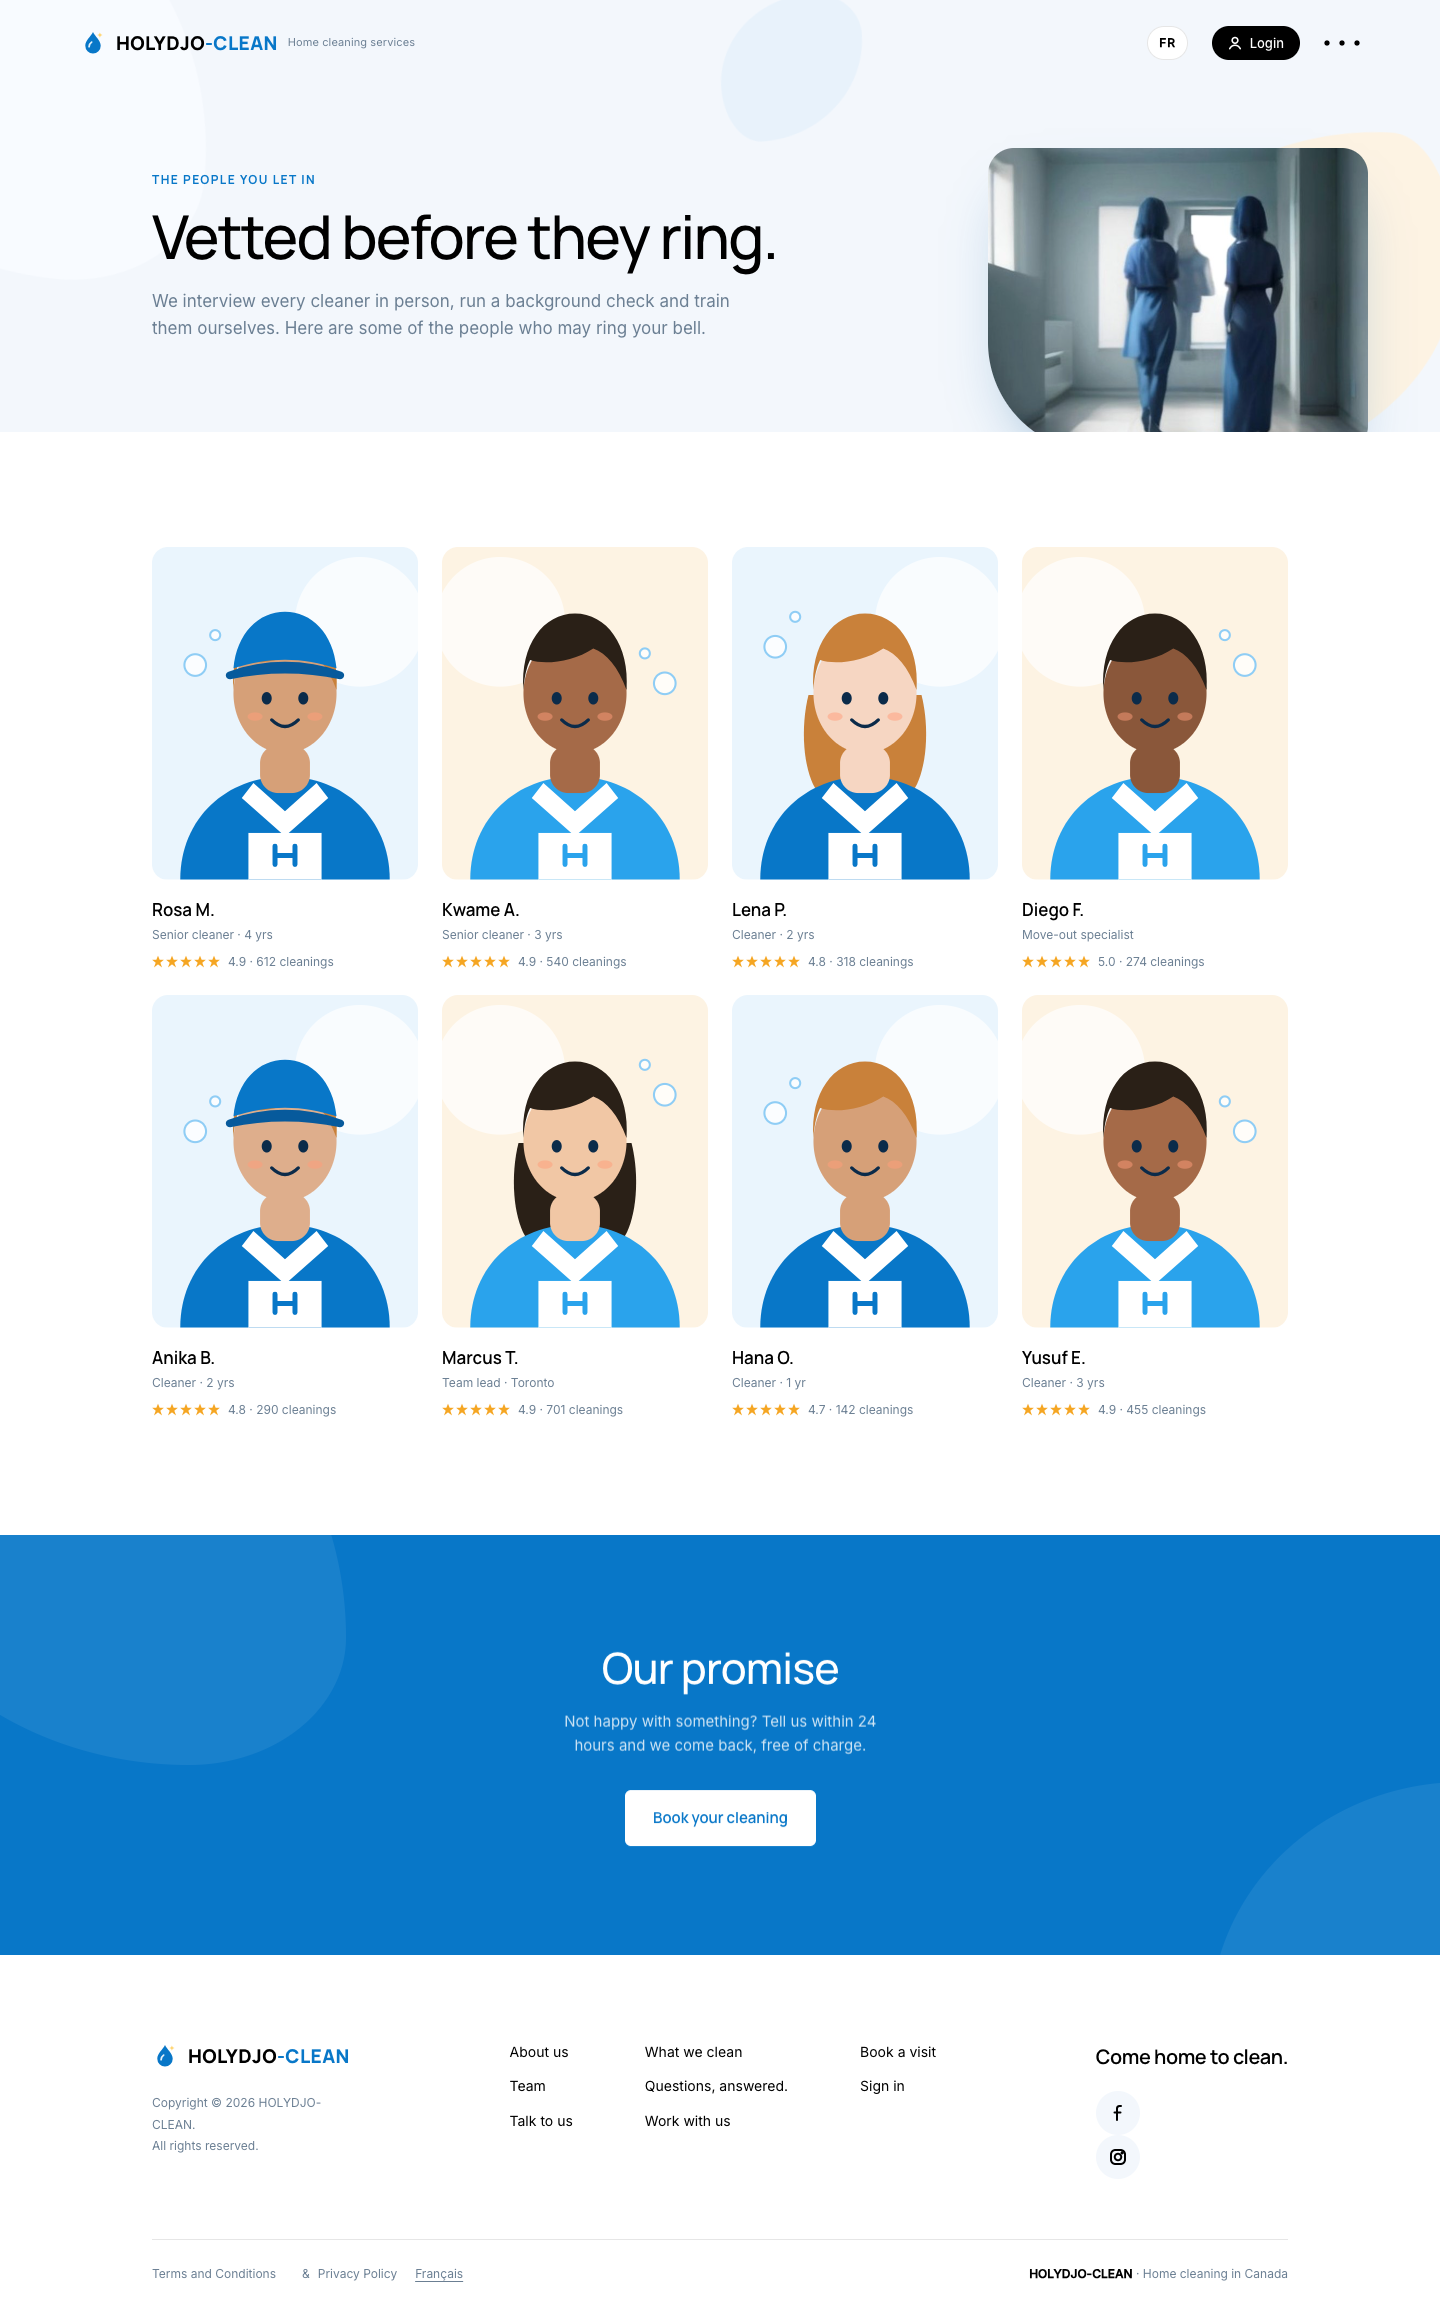 HOLYDJO-CLEAN Home cleaning services
FR
Login
THE PEOPLE YOU LET IN
Vetted before they ring.
We interview every cleaner in person, run a background check and train
them ourselves. Here are some of the people who may ring your bell.
H
H
H
H
Rosa M.
Senior cleaner · 4 yrs
4.9 · 612 cleanings
Kwame A.
Senior cleaner · 3 yrs
4.9 · 540 cleanings
Lena P.
Cleaner · 2 yrs
4.8 · 318 cleanings
Diego F.
Move-out specialist
5.0 · 274 cleanings
H
H
H
H
Anika B.
Cleaner · 2 yrs
4.8 · 290 cleanings
Marcus T.
Team lead · Toronto
4.9 · 701 cleanings
Hana O.
Cleaner · 1 yr
4.7 · 142 cleanings
Yusuf E.
Cleaner · 3 yrs
4.9 · 455 cleanings
Our promise
Not happy with something? Tell us within 24
hours and we come back, free of charge.
Book your cleaning
HOLYDJO-CLEAN
Copyright © 2026 HOLYDJO-
CLEAN.
All rights reserved.
About us
Team
Talk to us
What we clean
Questions, answered.
Work with us
Book a visit
Sign in
Come home to clean.
Terms and Conditions & Privacy Policy Français
HOLYDJO-CLEAN · Home cleaning in Canada